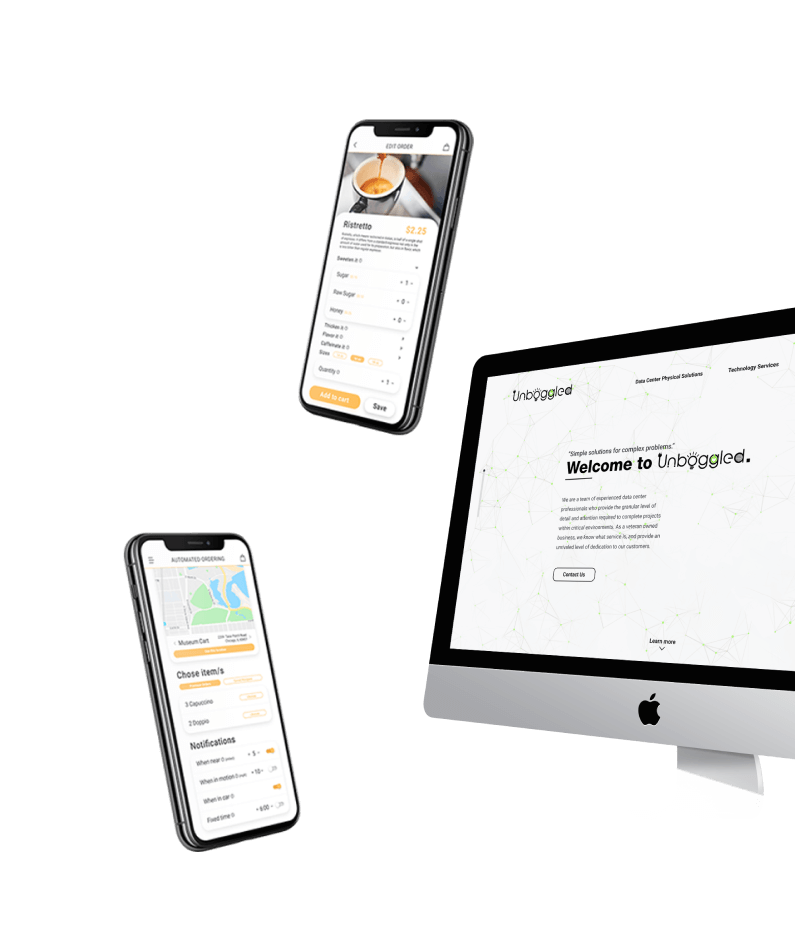 EDIT ORDER
Ristretto
$2.25
Sweeten it
Sugar
+ 1 -
Raw Sugar
+ 0 -
Honey
+ 0 -
Thicken it
Flavor it
Caffeinate it
Sizes
Quantity
+ 1 -
Add to cart
Save
Unboggled
Data Center Physical Solutions
Technology Services
"Simple solutions for complex problems."
Welcome to Unboggled.
We are a team of experienced data center
professionals who provide the granular level of
detail and attention required to complete projects
within critical environments. As a veteran owned
business, we know what service is, and provide an
unrivaled level of dedication to our customers.
Contact Us
Learn more
AUTOMATED ORDERING
Museum Cart
Chose item/s
3 Capuccino
2 Doppio
Notifications
When near
+ 5 -
When in motion
+ 10 -
When in car
Fixed time
+ 6:00 -